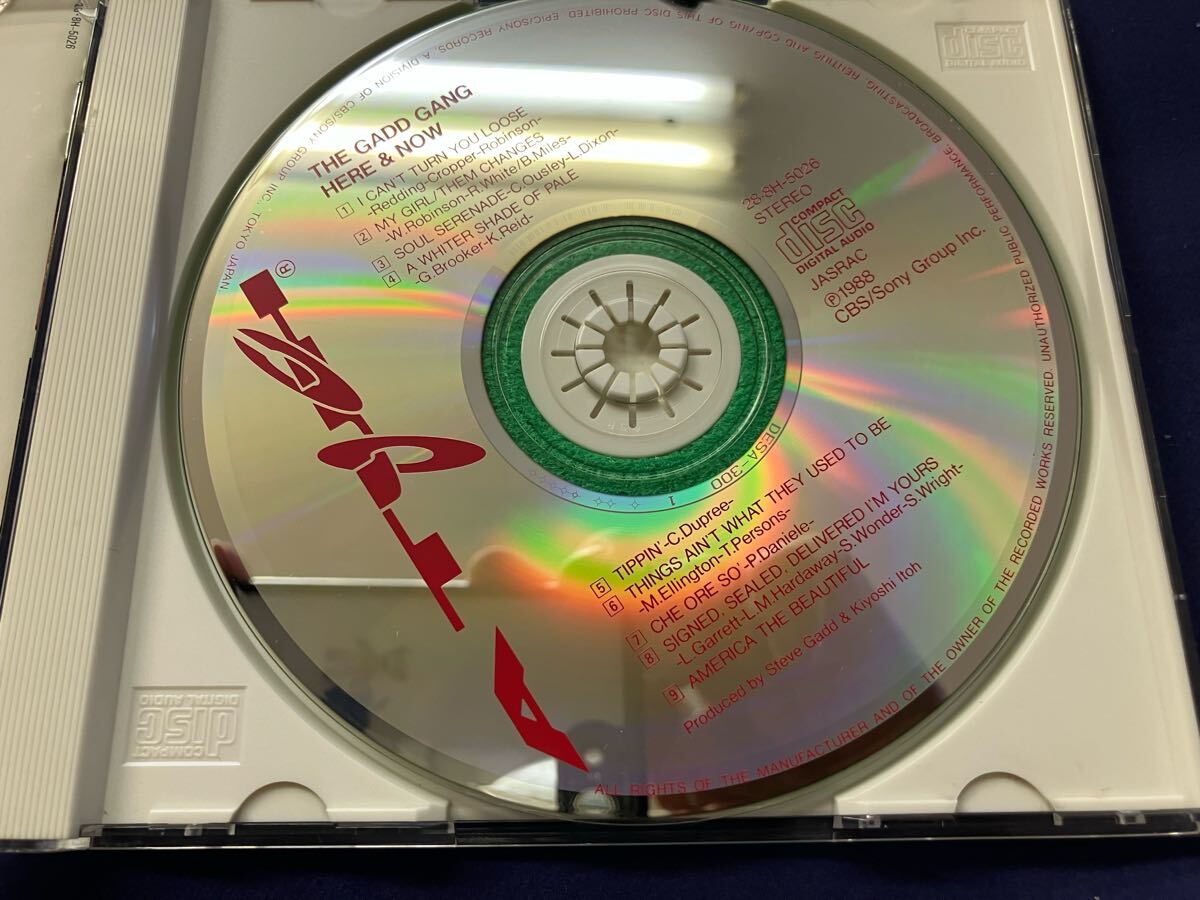 THE GADD GANG
HERE & NOW
1 I CAN'T TURN YOU LOOSE
-Redding-Cropper-Robinson-
2 MY GIRL/THEM CHANGES
-W.Robinson-R.White/B.Miles-
3 SOUL SERENADE-C.Ousley-L.Dixon-
4 A WHITER SHADE OF PALE
-G.Brooker-K.Reid-
28·8H-5026
STEREO
COMPACT
disc
DIGITAL AUDIO
JASRAC
℗1988
CBS/Sony Group Inc.
5 TIPPIN'-C.Dupree-
6 THINGS AIN'T WHAT THEY USED TO BE
-M.Ellington-T.Persons-
7 CHE ORE SO'-P.Daniele-
8 SIGNED, SEALED, DELIVERED I'M YOURS
-L.Garrett-L.M.Hardaway-S.Wonder-S.Wright-
9 AMERICA THE BEAUTIFUL
Produced by Steve Gadd & Kiyoshi Itoh
Epic
®
ALL RIGHTS OF THE MANUFACTURER AND OF THE OWNER OF THE RECORDED WORKS RESERVED. UNAUTHORIZED PUBLIC PERFORMANCE, BROADCASTING, RENTING AND COPYING OF THIS DISC PROHIBITED EPIC/SONY RECORDS, A DIVISION OF CBS/SONY GROUP INC., TOKYO JAPAN.
DESA-300 1
COMPACT
disc
DIGITAL AUDIO
COMPACT
disc
DIGITAL AUDIO
8H-5026